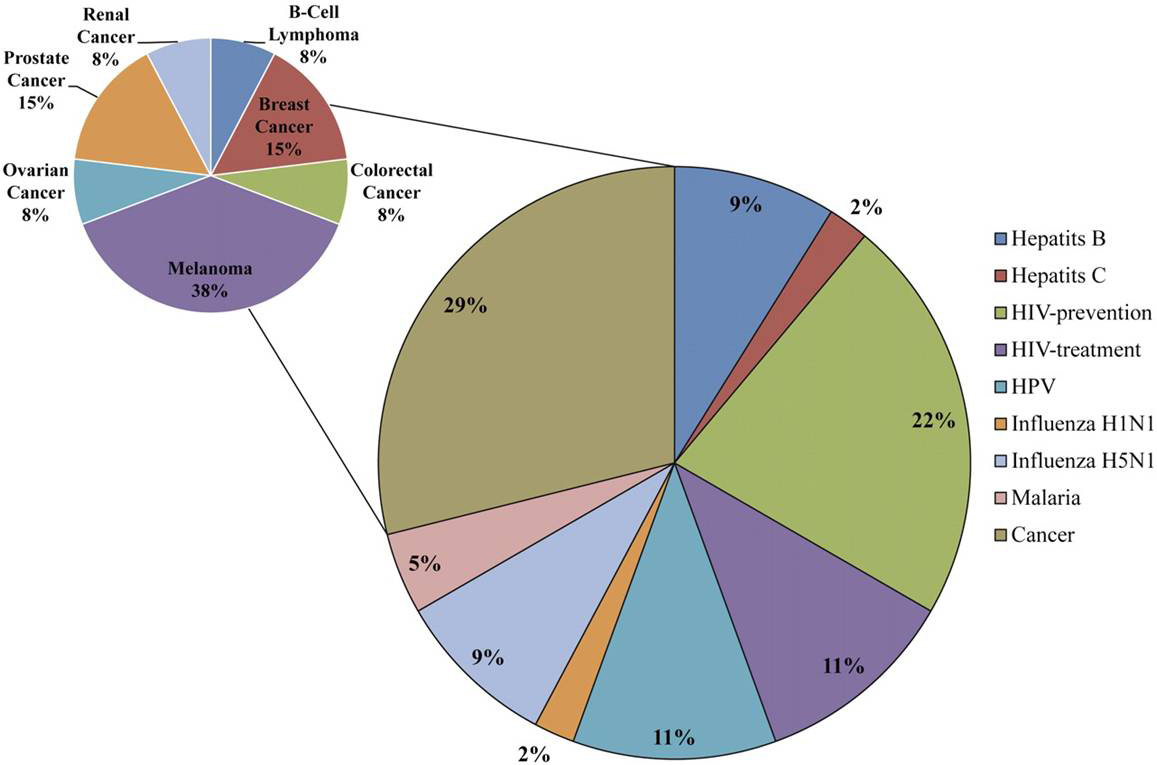 Renal
Cancer
8%
B-Cell
Lymphoma
8%
Prostate
Cancer
15%
Breast
Cancer
15%
Ovarian
Cancer
8%
Colorectal
Cancer
8%
Melanoma
38%
9%
2%
29%
22%
5%
9%
11%
11%
2%
Hepatits B
Hepatits C
HIV-prevention
HIV-treatment
HPV
Influenza H1N1
Influenza H5N1
Malaria
Cancer